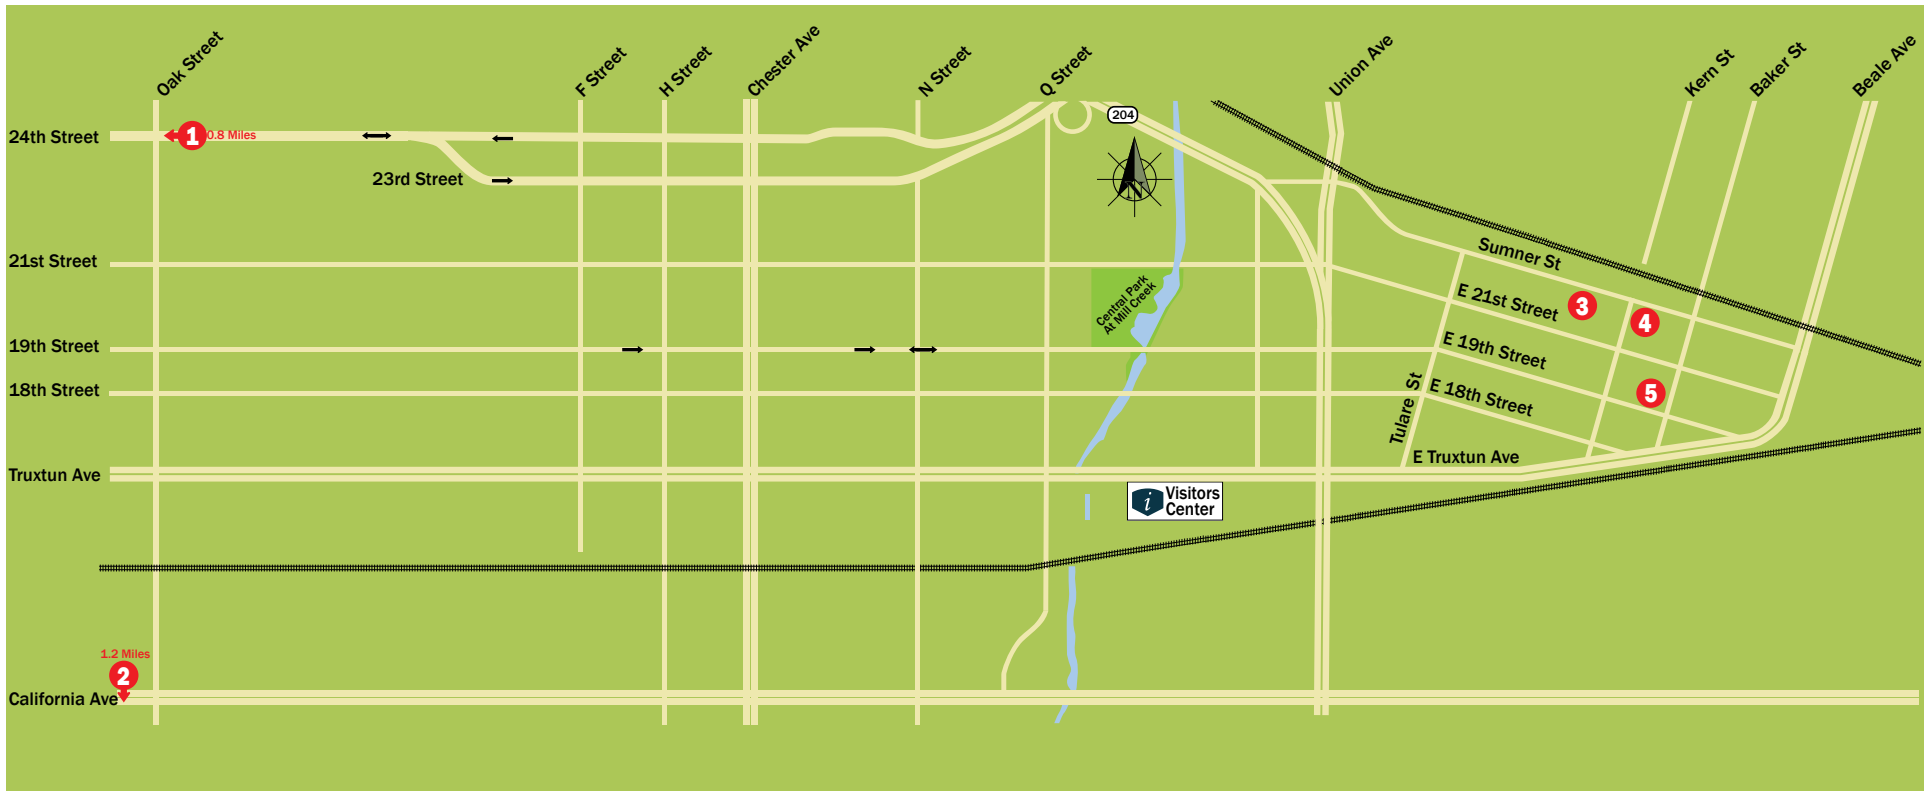 Oak Street
F Street
H Street
Chester Ave
N Street
Q Street
Union Ave
Kern St
Baker St
Beale Ave
204
24th Street
1
0.8 Miles
23rd Street
N
21st Street
Sumner St
Central Park
At Mill Creek
E 21st Street
3
4
19th Street
E 19th Street
18th Street
E 18th Street
5
Tulare St
Truxtun Ave
E Truxtun Ave
i
Visitors
Center
1.2 Miles
2
California Ave